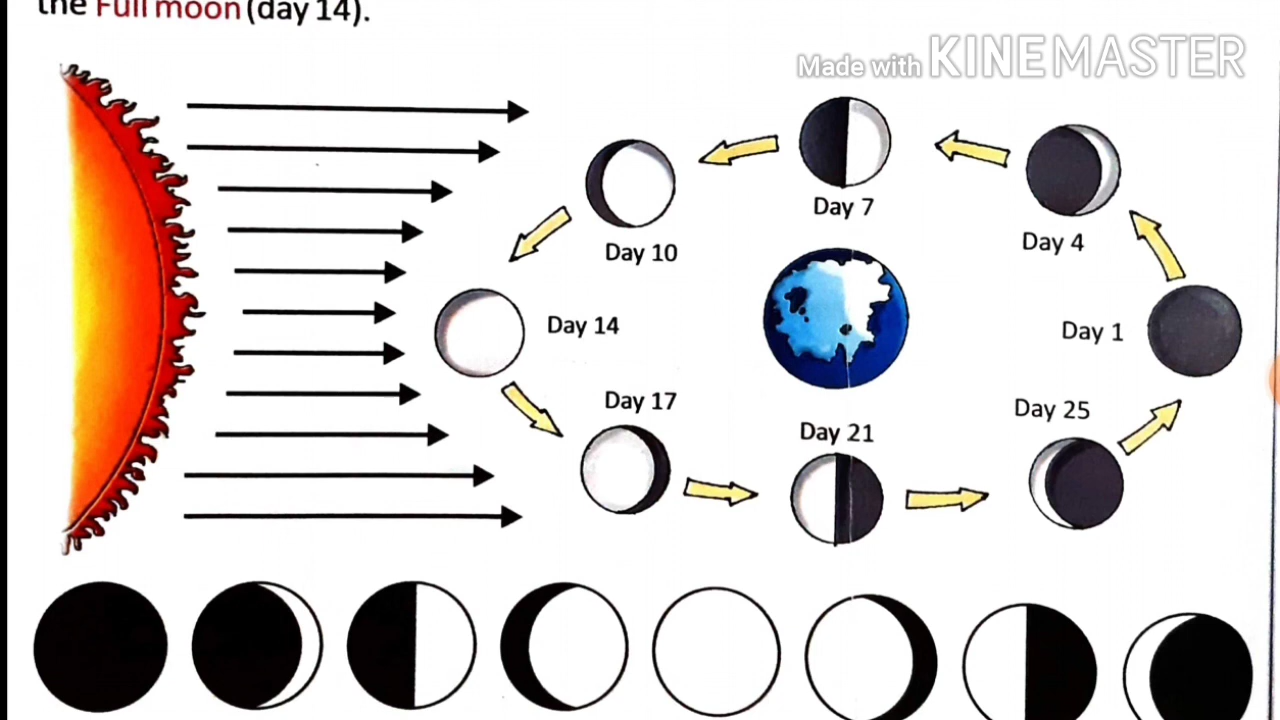 the Full moon (day 14).
Made with KINEMASTER
Day 7
Day 10
Day 4
Day 14
Day 1
Day 17
Day 25
Day 21